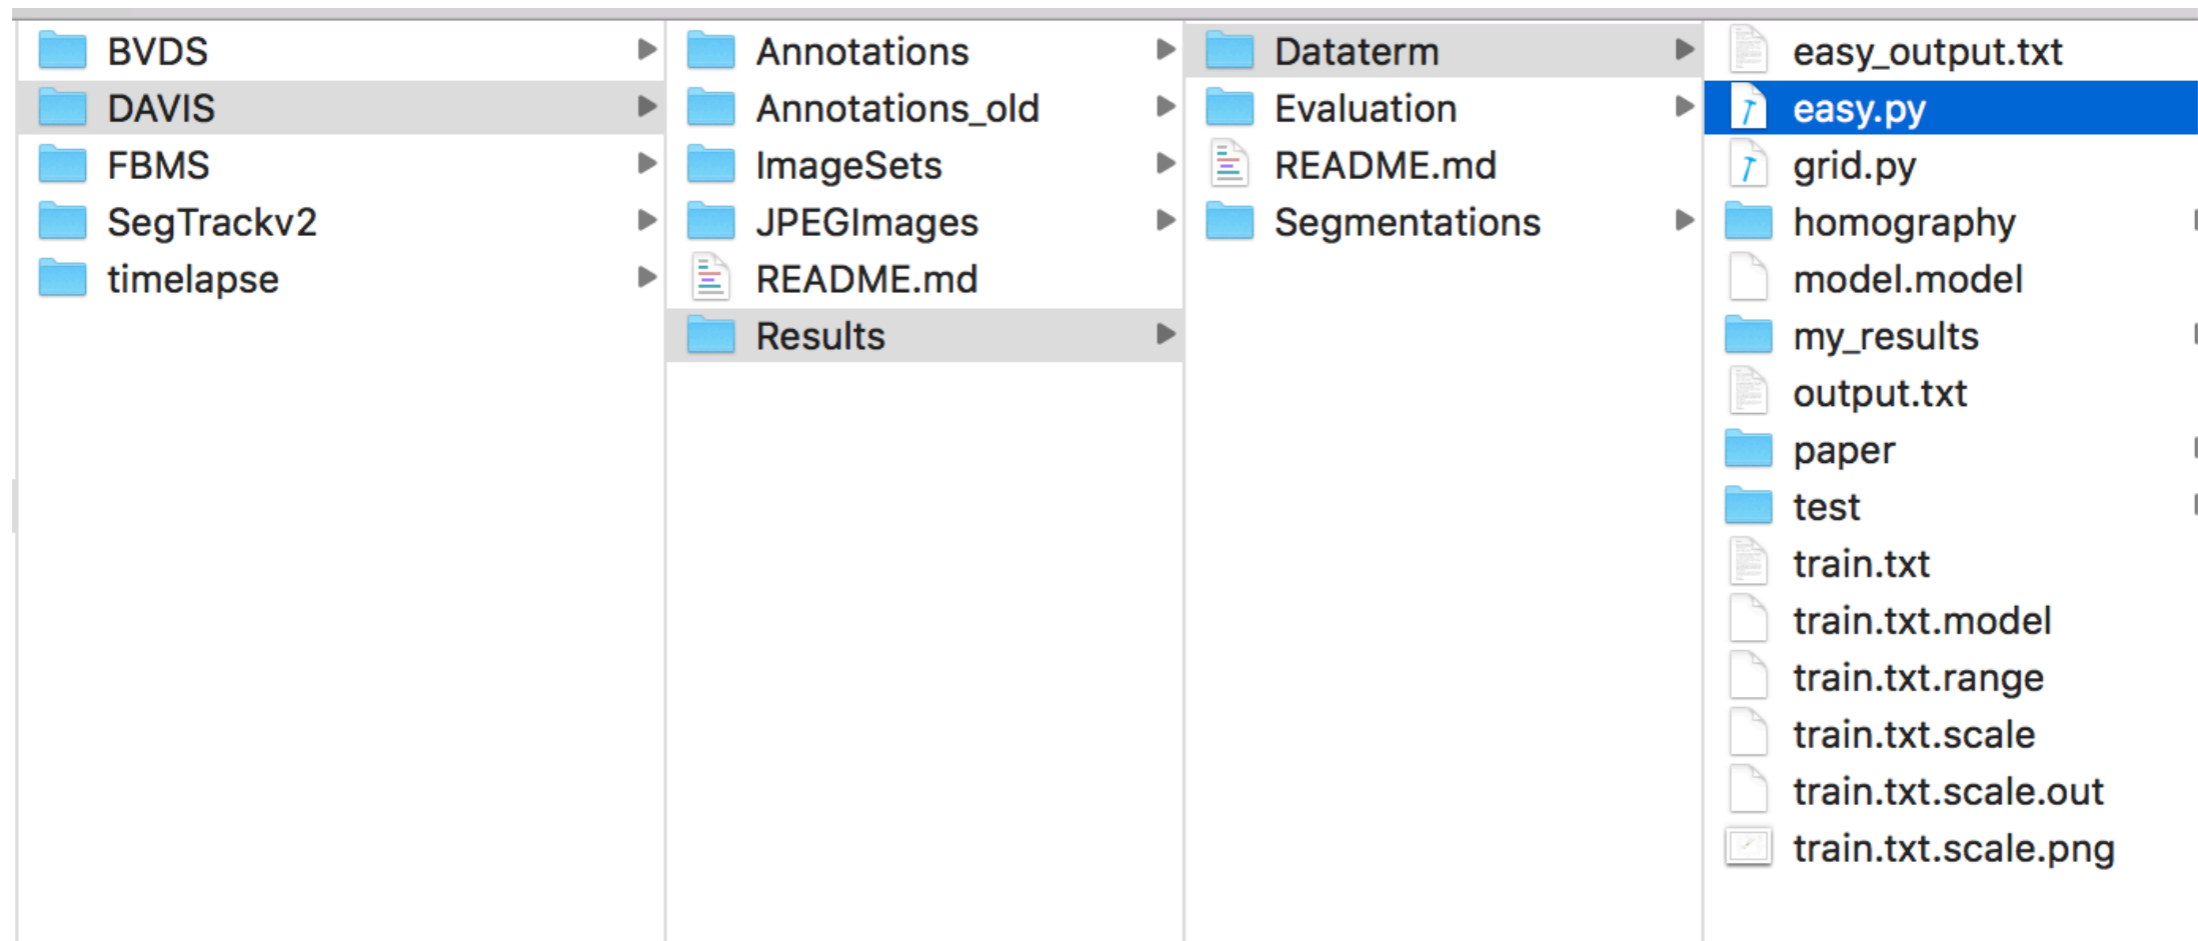 BVDS
DAVIS
FBMS
SegTrackv2
timelapse
Annotations
Annotations_old
ImageSets
JPEGImages
README.md
Results
Dataterm
Evaluation
README.md
Segmentations
easy_output.txt
easy.py
grid.py
homography
model.model
my_results
output.txt
paper
test
train.txt
train.txt.model
train.txt.range
train.txt.scale
train.txt.scale.out
train.txt.scale.png